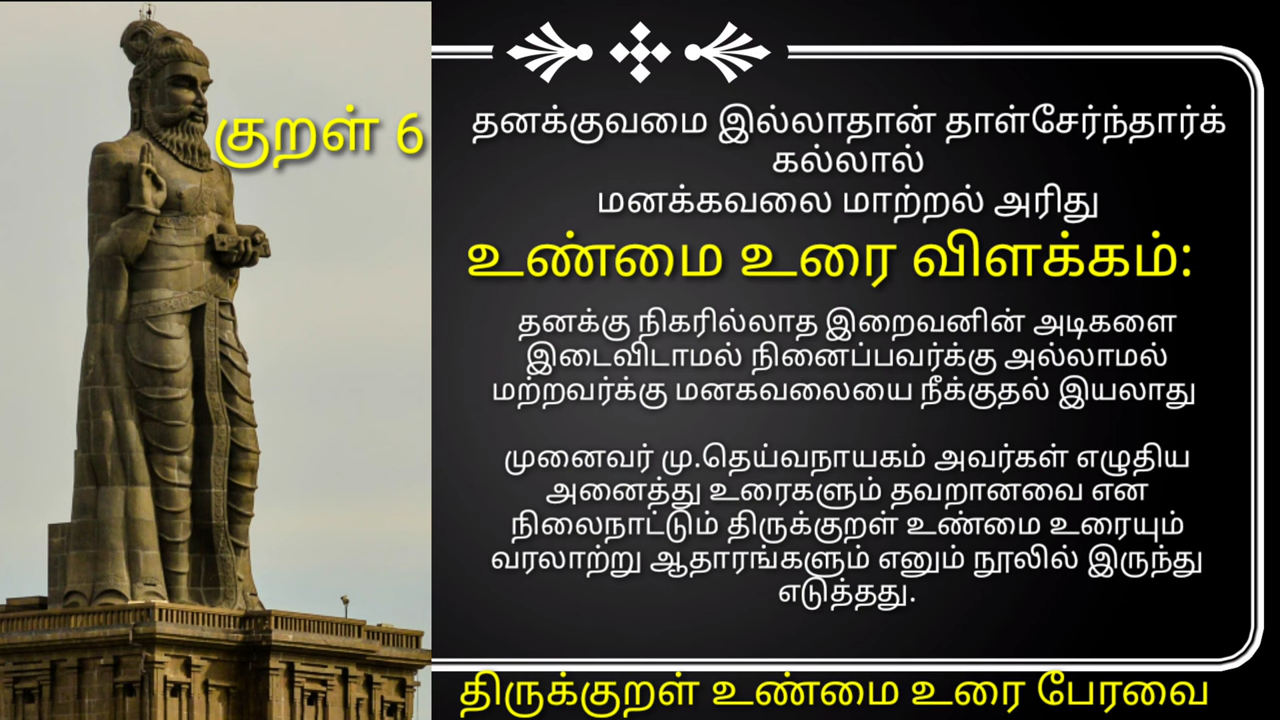 குறள் 6
தனக்குவமை இல்லாதான் தாள்சேர்ந்தார்க்
கல்லால்
மனக்கவலை மாற்றல் அரிது
உண்மை உரை விளக்கம்:
தனக்கு நிகரில்லாத இறைவனின் அடிகளை
இடைவிடாமல் நினைப்பவர்க்கு அல்லாமல்
மற்றவர்க்கு மனகவலையை நீக்குதல் இயலாது
முனைவர் மு.தெய்வநாயகம் அவர்கள் எழுதிய
அனைத்து உரைகளும் தவறானவை என
நிலைநாட்டும் திருக்குறள் உண்மை உரையும்
வரலாற்று ஆதாரங்களும் எனும் நூலில் இருந்து
எடுத்தது.
திருக்குறள் உண்மை உரை பேரவை